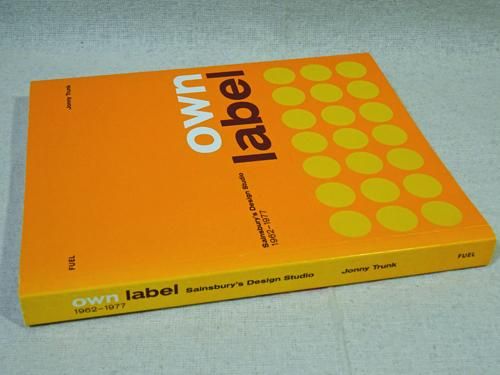 own
label
Sainsbury's Design Studio
1962–1977
Jonny Trunk
FUEL
own label Sainsbury's Design Studio
1962–1977
Jonny Trunk
FUEL